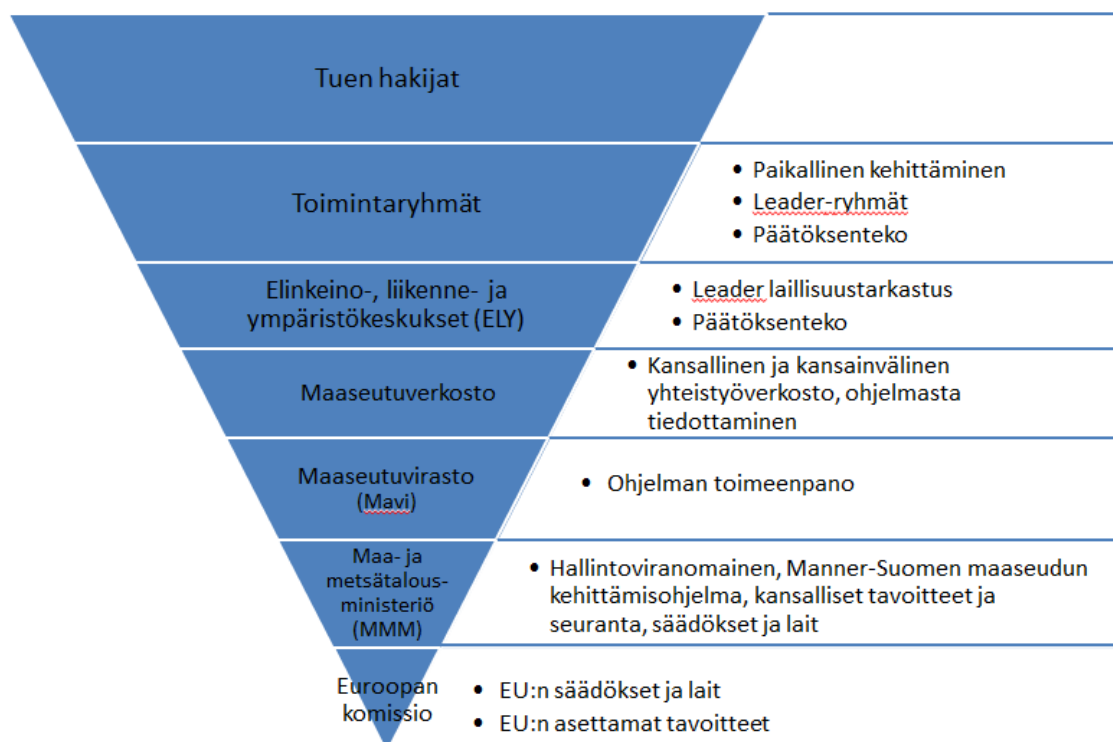 Tuen hakijat
Toimintaryhmät
• Paikallinen kehittäminen
• Leader-ryhmät
• Päätöksenteko
Elinkeino-, liikenne- ja
ympäristökeskukset (ELY)
• Leader laillisuustarkastus
• Päätöksenteko
Maaseutuverkosto
• Kansallinen ja kansainvälinen
yhteistyöverkosto, ohjelmasta
tiedottaminen
Maaseutuvirasto
(Mavi)
• Ohjelman toimeenpano
Maa- ja
metsätalous-
ministeriö
(MMM)
• Hallintoviranomainen, Manner-Suomen maaseudun
kehittämisohjelma, kansalliset tavoitteet ja
seuranta, säädökset ja lait
Euroopan
komissio
• EU:n säädökset ja lait
• EU:n asettamat tavoitteet